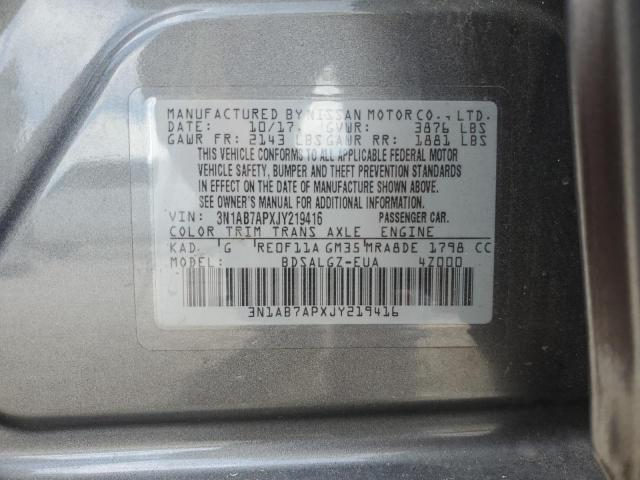 MANUFACTURED BY NISSAN MOTOR CO., LTD.
DATE: 10/17 GVWR: 3876 LBS
GAWR FR: 2143 LBS GAWR RR: 1881 LBS
THIS VEHICLE CONFORMS TO ALL APPLICABLE FEDERAL MOTOR
VEHICLE SAFETY, BUMPER AND THEFT PREVENTION STANDARDS
IN EFFECT ON THE DATE OF MANUFACTURE SHOWN ABOVE.
SEE OWNER'S MANUAL FOR ADDITIONAL INFORMATION.
VIN: 3N1AB7APXJY219416 PASSENGER CAR.
COLOR TRIM TRANS AXLE ENGINE
KAD G RE0F11A GM35 MRA8DE 1798 CC
MODEL: BDSALGZ-EUA 4Z000
3N1AB7APXJY219416